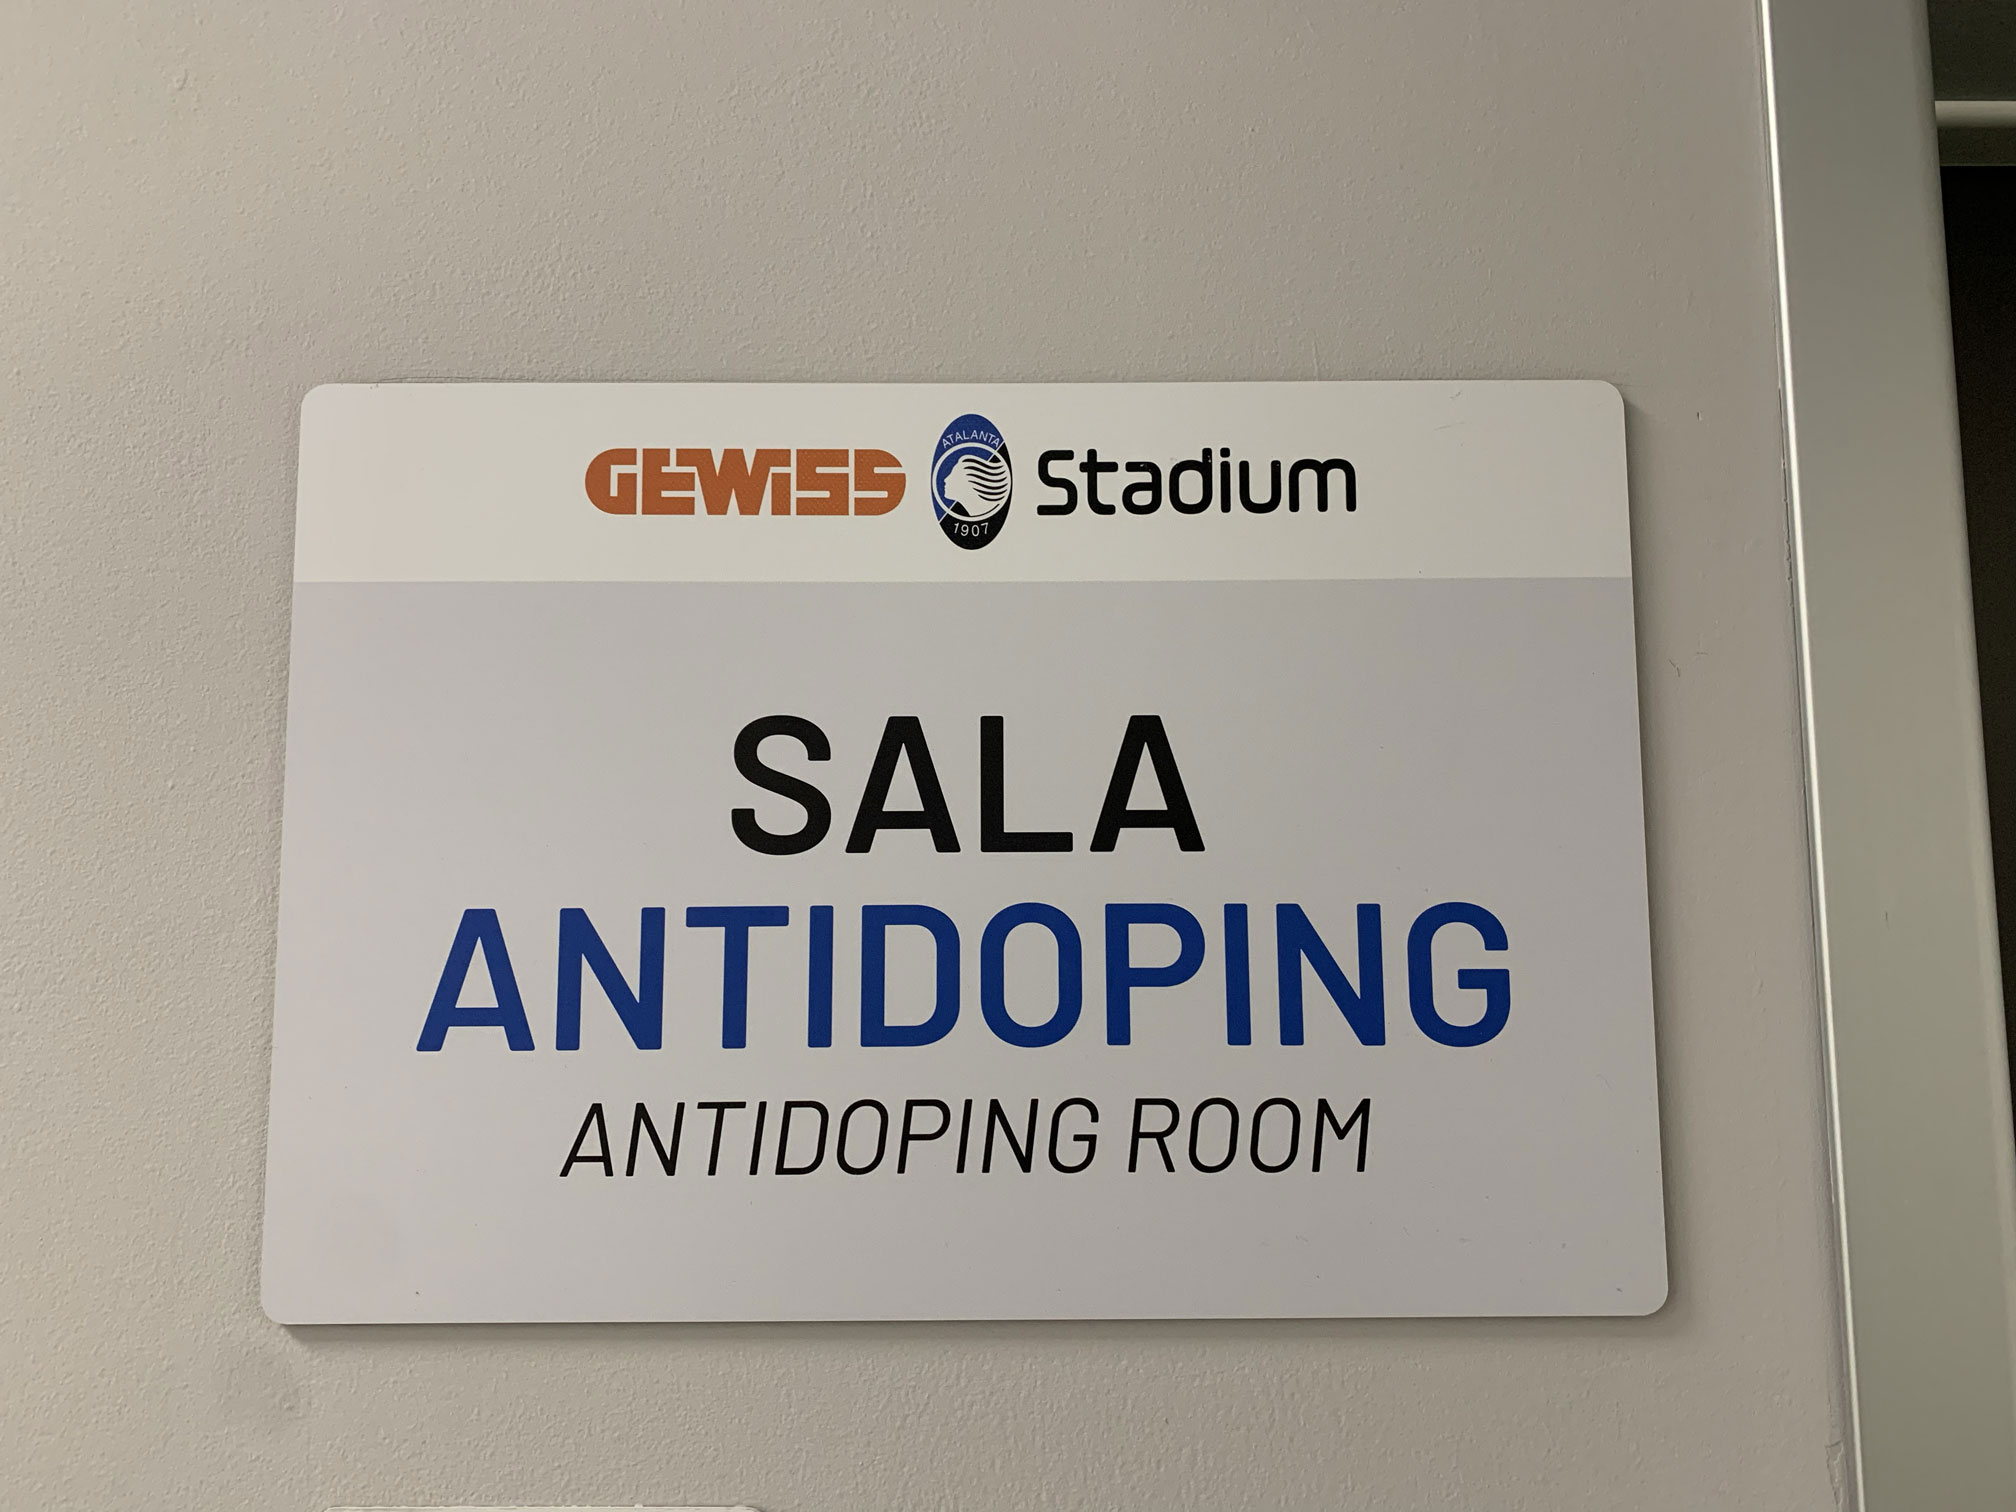 GEWISS ATALANTA 1907 Stadium
SALA
ANTIDOPING
ANTIDOPING ROOM